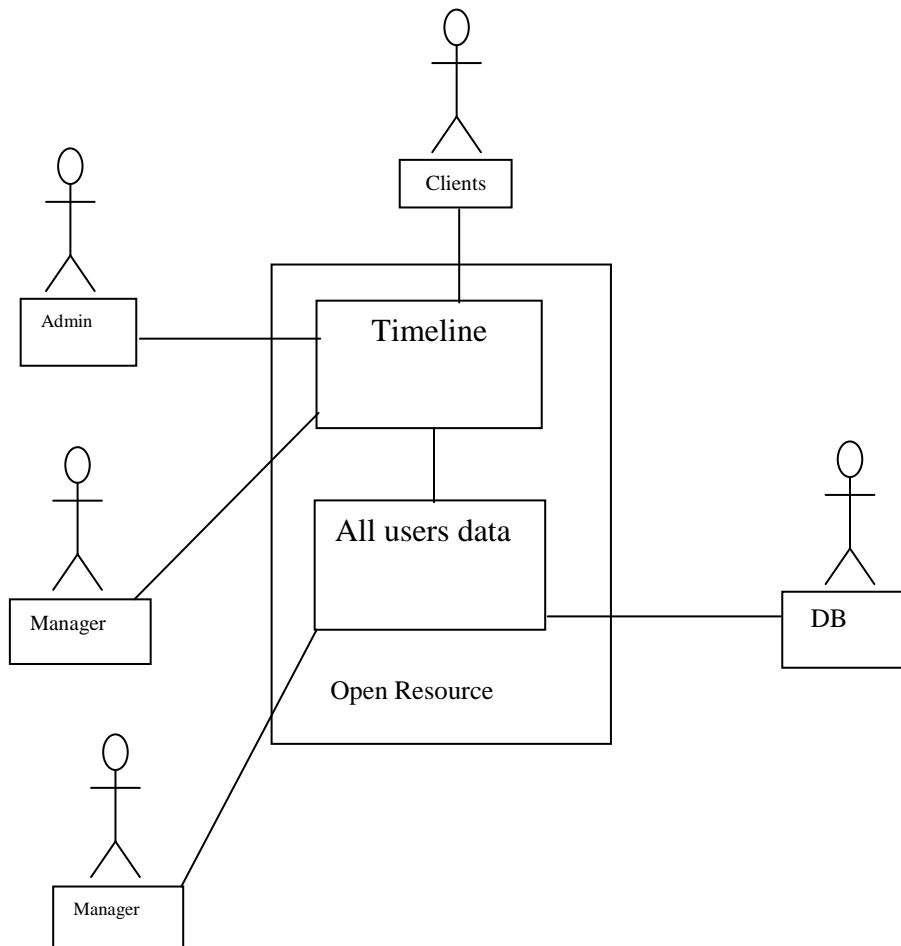 Clients
Admin
Timeline
Manager
All users data
DB
Open Resource
Manager